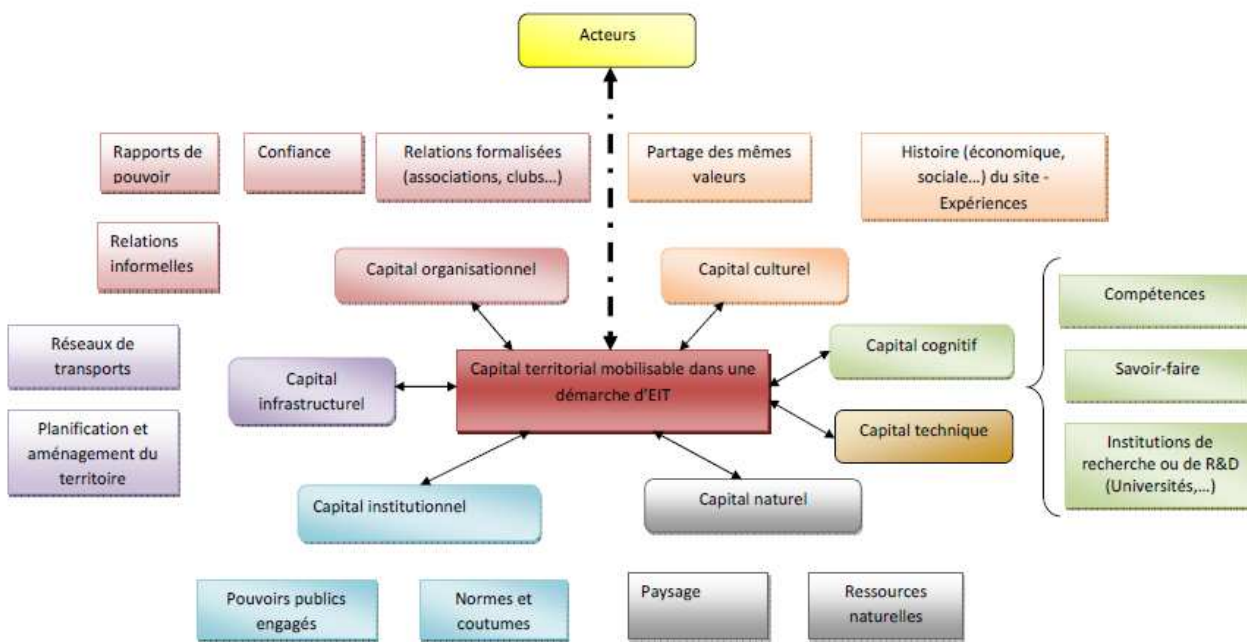 Acteurs
Rapports de
pouvoir
Confiance
Relations formalisées
(associations, clubs...)
Partage des mêmes
valeurs
Histoire (économique,
sociale...) du site -
Expériences
Relations
informelles
Capital organisationnel
Capital culturel
Compétences
Réseaux de
transports
Capital
infrastructurel
Capital territorial mobilisable dans une
démarche d'EIT
Capital cognitif
Savoir-faire
Planification et
aménagement du
territoire
Capital technique
Institutions de
recherche ou de R&D
(Universités,...)
Capital institutionnel
Capital naturel
Pouvoirs publics
engagés
Normes et
coutumes
Paysage
Ressources
naturelles